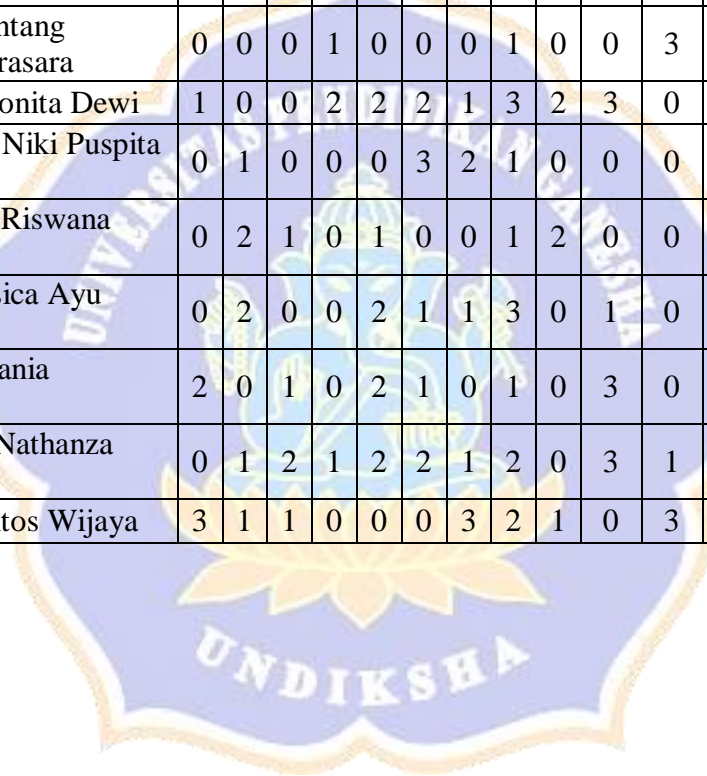 ntang
rasara 0 0 0 1 0 0 0 1 0 0 3
onita Dewi 1 0 0 2 2 2 1 3 2 3 0
Niki Puspita 0 1 0 0 0 3 2 1 0 0 0
Riswana 0 2 1 0 1 0 0 1 2 0 0
ica Ayu 0 2 0 0 2 1 1 3 0 1 0
ania 2 0 1 0 2 1 0 1 0 3 0
Nathanza 0 1 2 1 2 2 1 2 0 3 1
tos Wijaya 3 1 1 0 0 0 3 2 1 0 3
UNIVERSITAS PENDIDIKAN GANESHA
UNDIKSHA